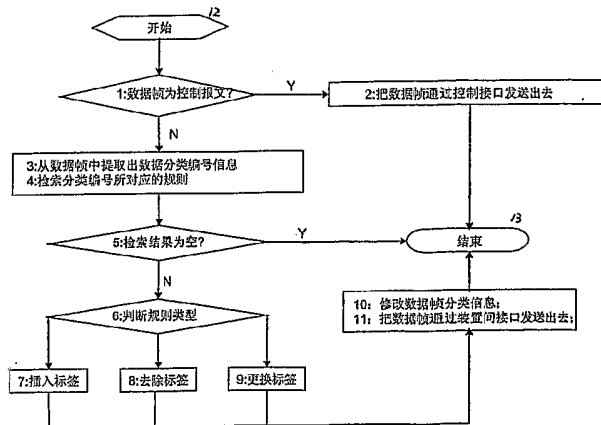 12
开始
1:数据帧为控制报文?
Y
2:把数据帧通过控制接口发送出去
N
3:从数据帧中提取出数据分类编号信息
4:检索分类编号所对应的规则
13
5:检索结果为空?
Y
结束
N
10: 修改数据帧分类信息;
11: 把数据帧通过装置间接口发送出去;
6:判断规则类型
7:插入标签
8:去除标签
9:更换标签